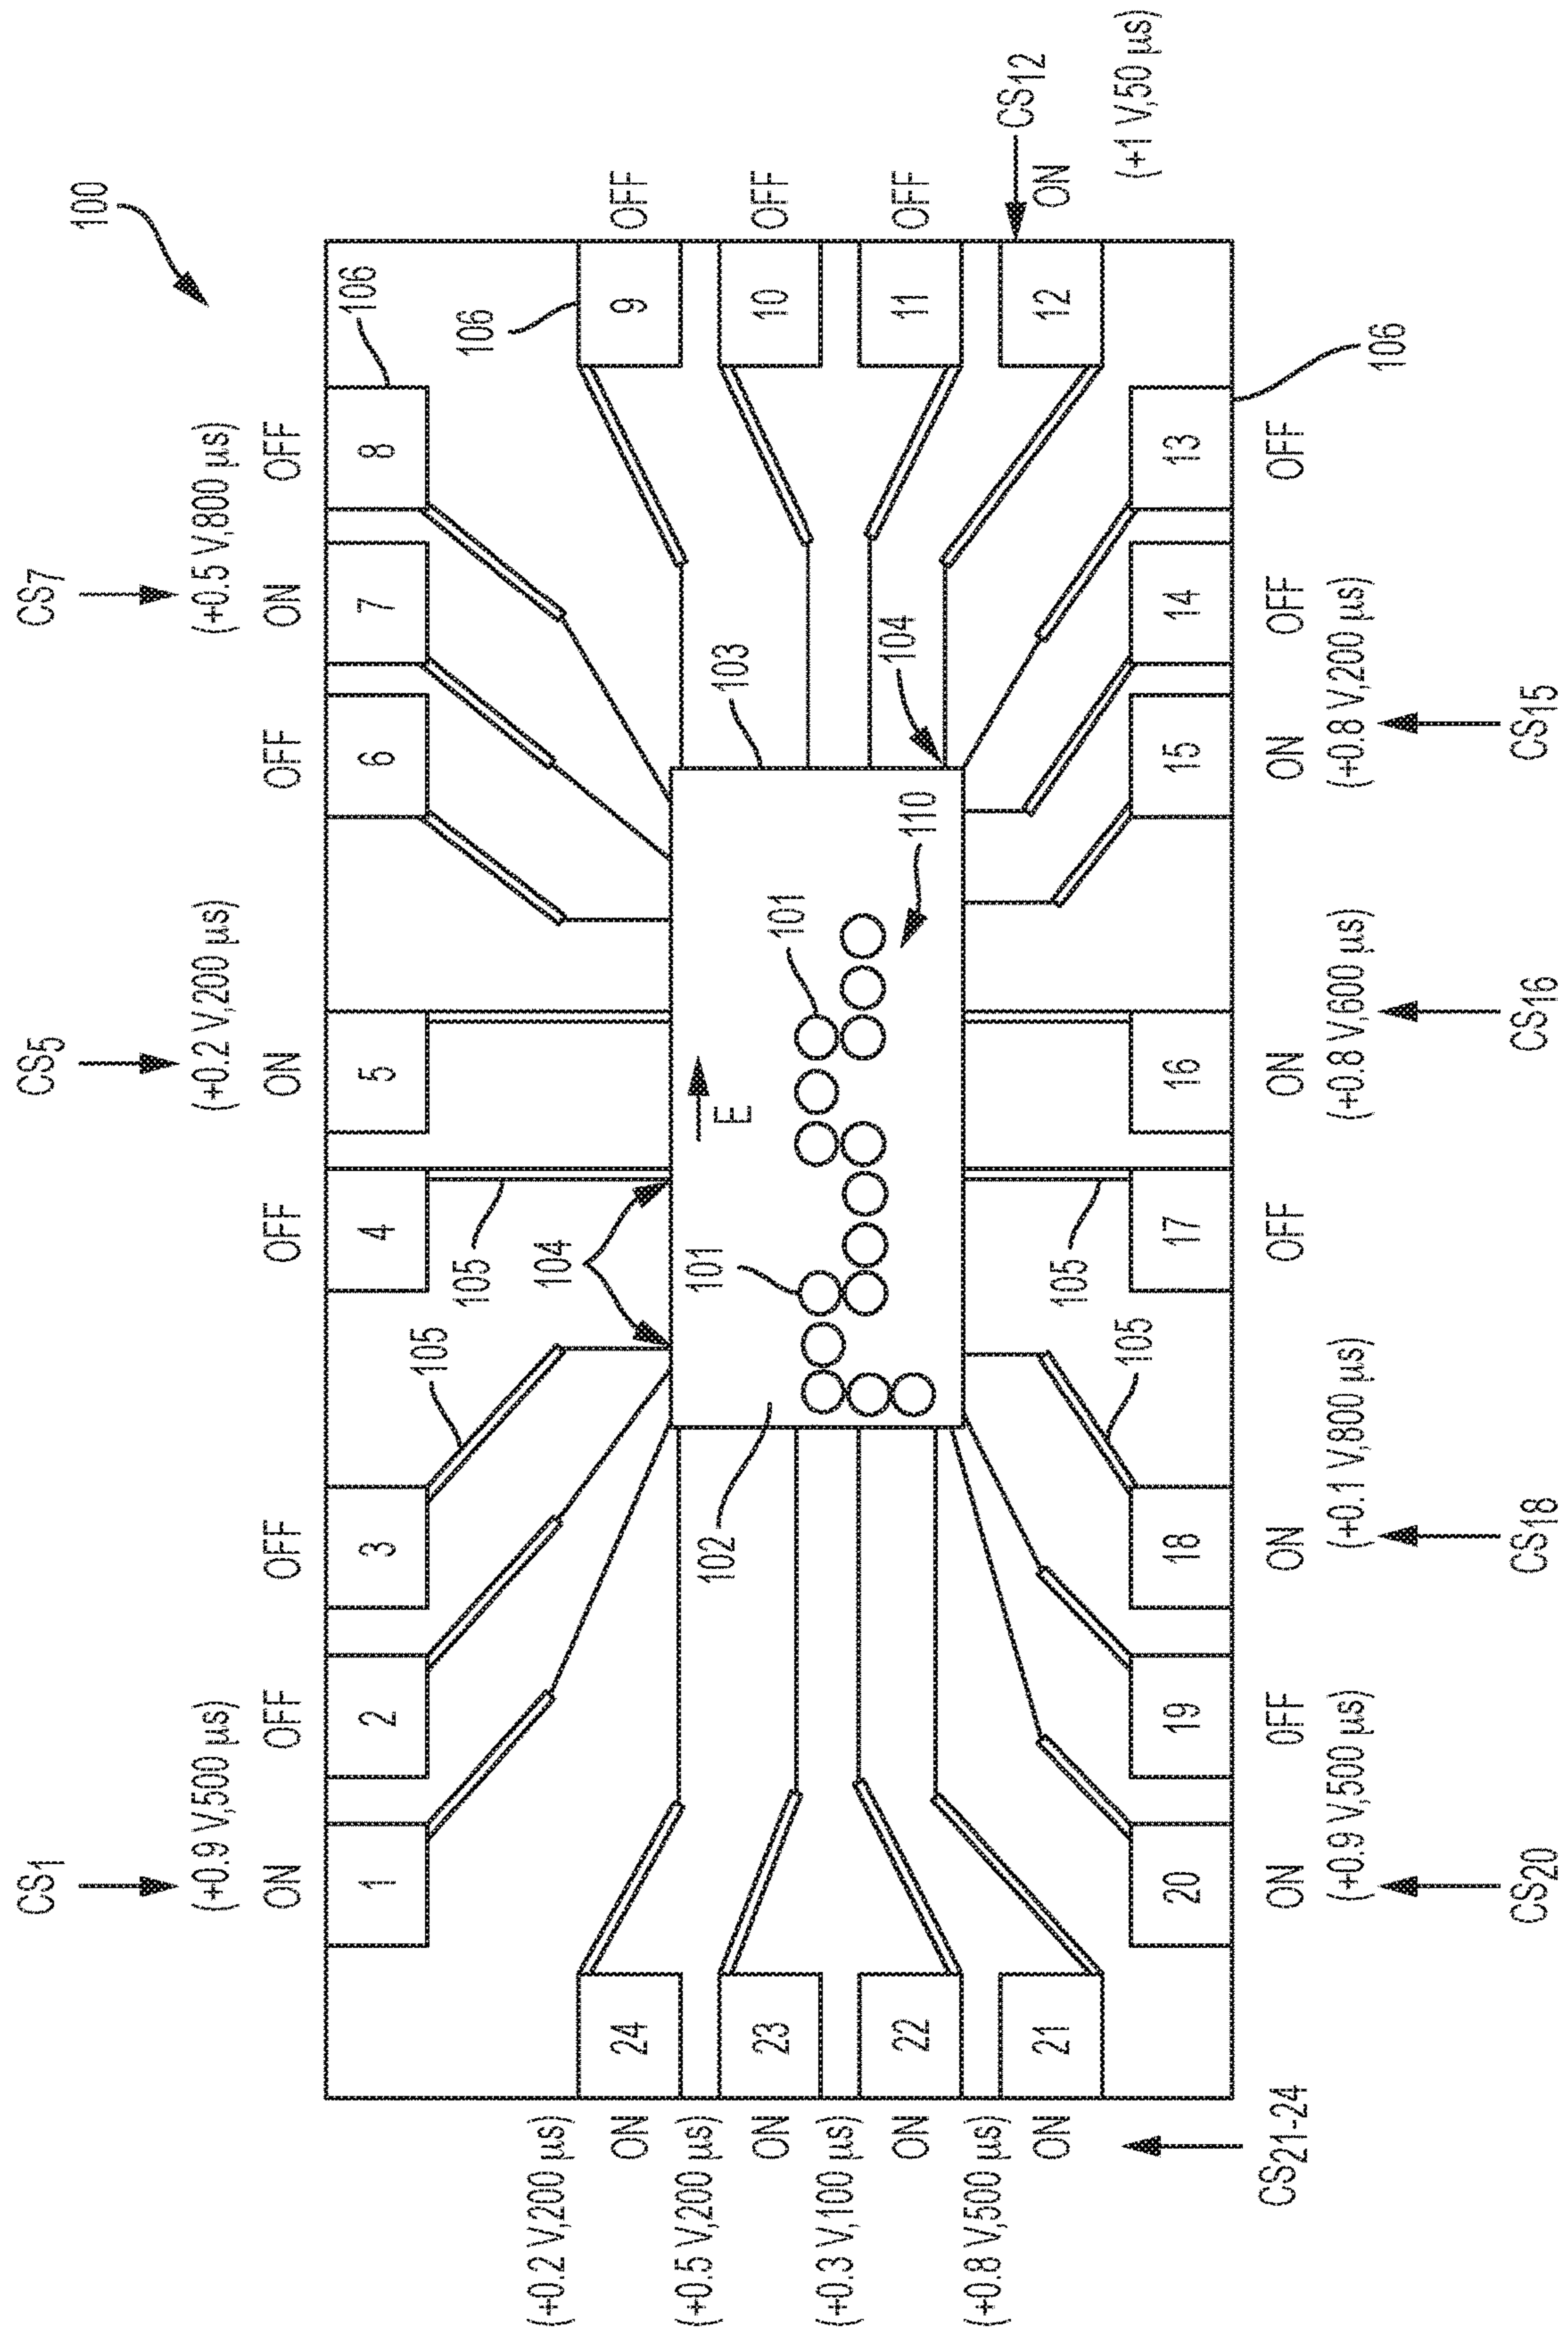 CS1 CS5 CS7
100
(+0.9 V,500 µs) (+0.2 V,200 µs) (+0.5 V,800 µs)
ON OFF OFF OFF ON OFF ON OFF
1 2 3 4 5 6 7 8
106
105
105
106
104
(+0.2 V,200 µs)
ON 24 9 OFF
(+0.5 V,200 µs)
101
102
E
103
ON 23 10 OFF
101
(+0.3 V,100 µs)
104
ON 22 11 OFF
110
(+0.8 V,500 µs)
CS12
ON 21 12 ON
(+1 V,50 µs)
105
105
20 19 18 17 16 15 14 13
ON OFF ON OFF ON ON OFF OFF
CS21-24
106
(+0.9 V,500 µs) (+0.1 V,800 µs) (+0.8 V,600 µs) (+0.8 V,200 µs)
CS20 CS18 CS16 CS15